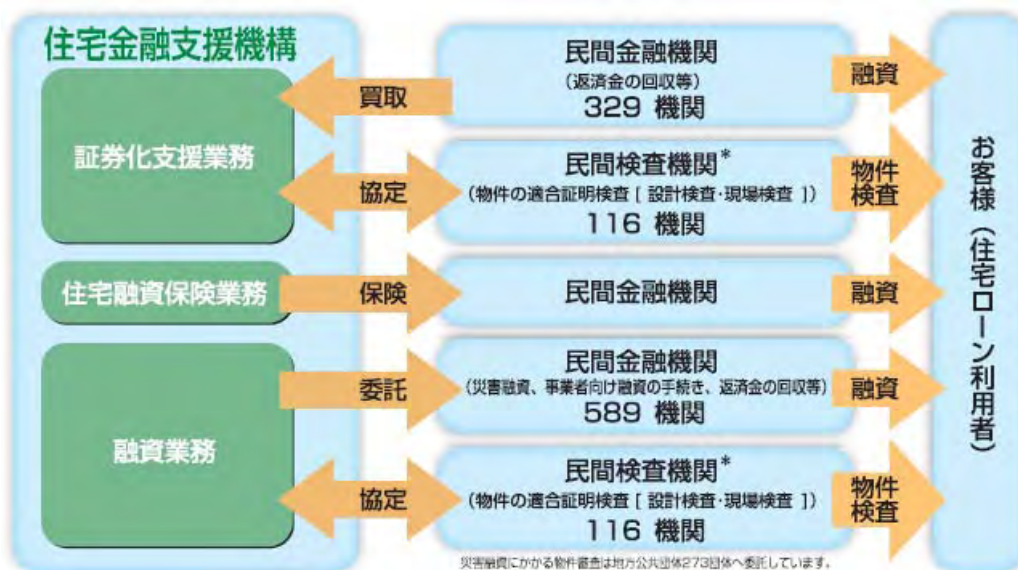 住宅金融支援機構
証券化支援業務
買取
民間金融機関
(返済金の回収等)
329 機関
融資
協定
民間検査機関*
(物件の適合証明検査 [ 設計検査・現場検査 ])
116 機関
物件
検査
住宅融資保険業務
保険
民間金融機関
融資
融資業務
委託
民間金融機関
(災害融資、事業者向け融資の手続き、返済金の回収等)
589 機関
融資
協定
民間検査機関*
(物件の適合証明検査 [ 設計検査・現場検査 ])
116 機関
物件
検査
お客様（住宅ローン利用者）
災害融資にかかる物件審査は地方公共団体273団体へ委託しています。